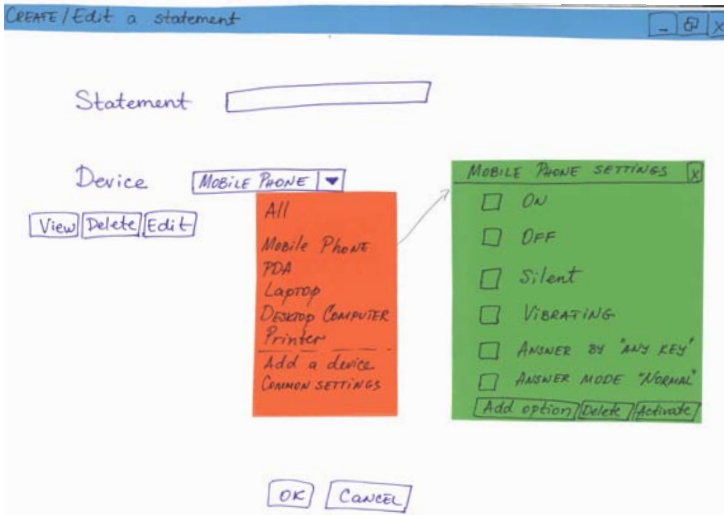 CREATE/Edit a statement
Statement
Device MOBILE PHONE
View Delete Edit
All
Mobile Phone
PDA
Laptop
Desktop Computer
Printer
Add a device
Common settings
MOBILE PHONE SETTINGS X
ON
OFF
Silent
VIBRATING
ANSWER BY "ANY KEY"
ANSWER MODE "NORMAL"
Add option Delete Activate
OK CANCEL